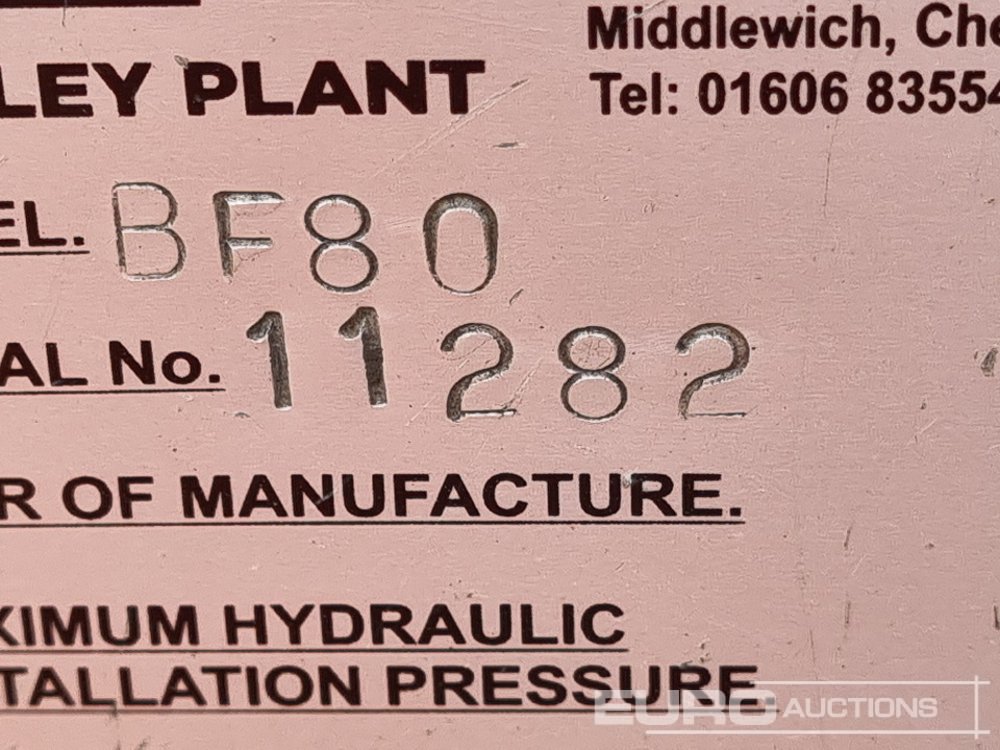 Middlewich, Che
LEY PLANT
Tel: 01606 83554
EL. BF80
AL No. 11282
R OF MANUFACTURE.
XIMUM HYDRAULIC
TALLATION PRESSURE.
EURO AUCTIONS